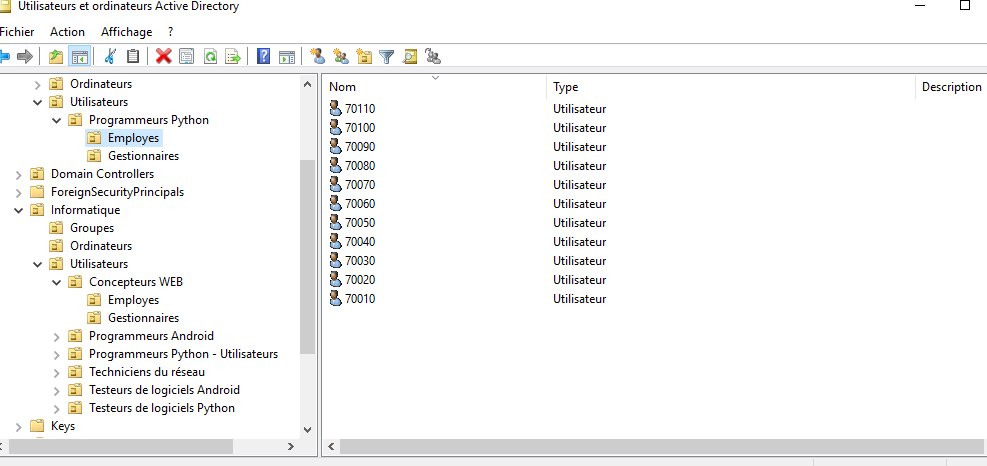 Utilisateurs et ordinateurs Active Directory
Fichier Action Affichage ?
Ordinateurs
Utilisateurs
Programmeurs Python
Employes
Gestionnaires
Domain Controllers
ForeignSecurityPrincipals
Informatique
Groupes
Ordinateurs
Utilisateurs
Concepteurs WEB
Employes
Gestionnaires
Programmeurs Android
Programmeurs Python - Utilisateurs
Techniciens du réseau
Testeurs de logiciels Android
Testeurs de logiciels Python
Keys
Nom Type Description
70110 Utilisateur
70100 Utilisateur
70090 Utilisateur
70080 Utilisateur
70070 Utilisateur
70060 Utilisateur
70050 Utilisateur
70040 Utilisateur
70030 Utilisateur
70020 Utilisateur
70010 Utilisateur